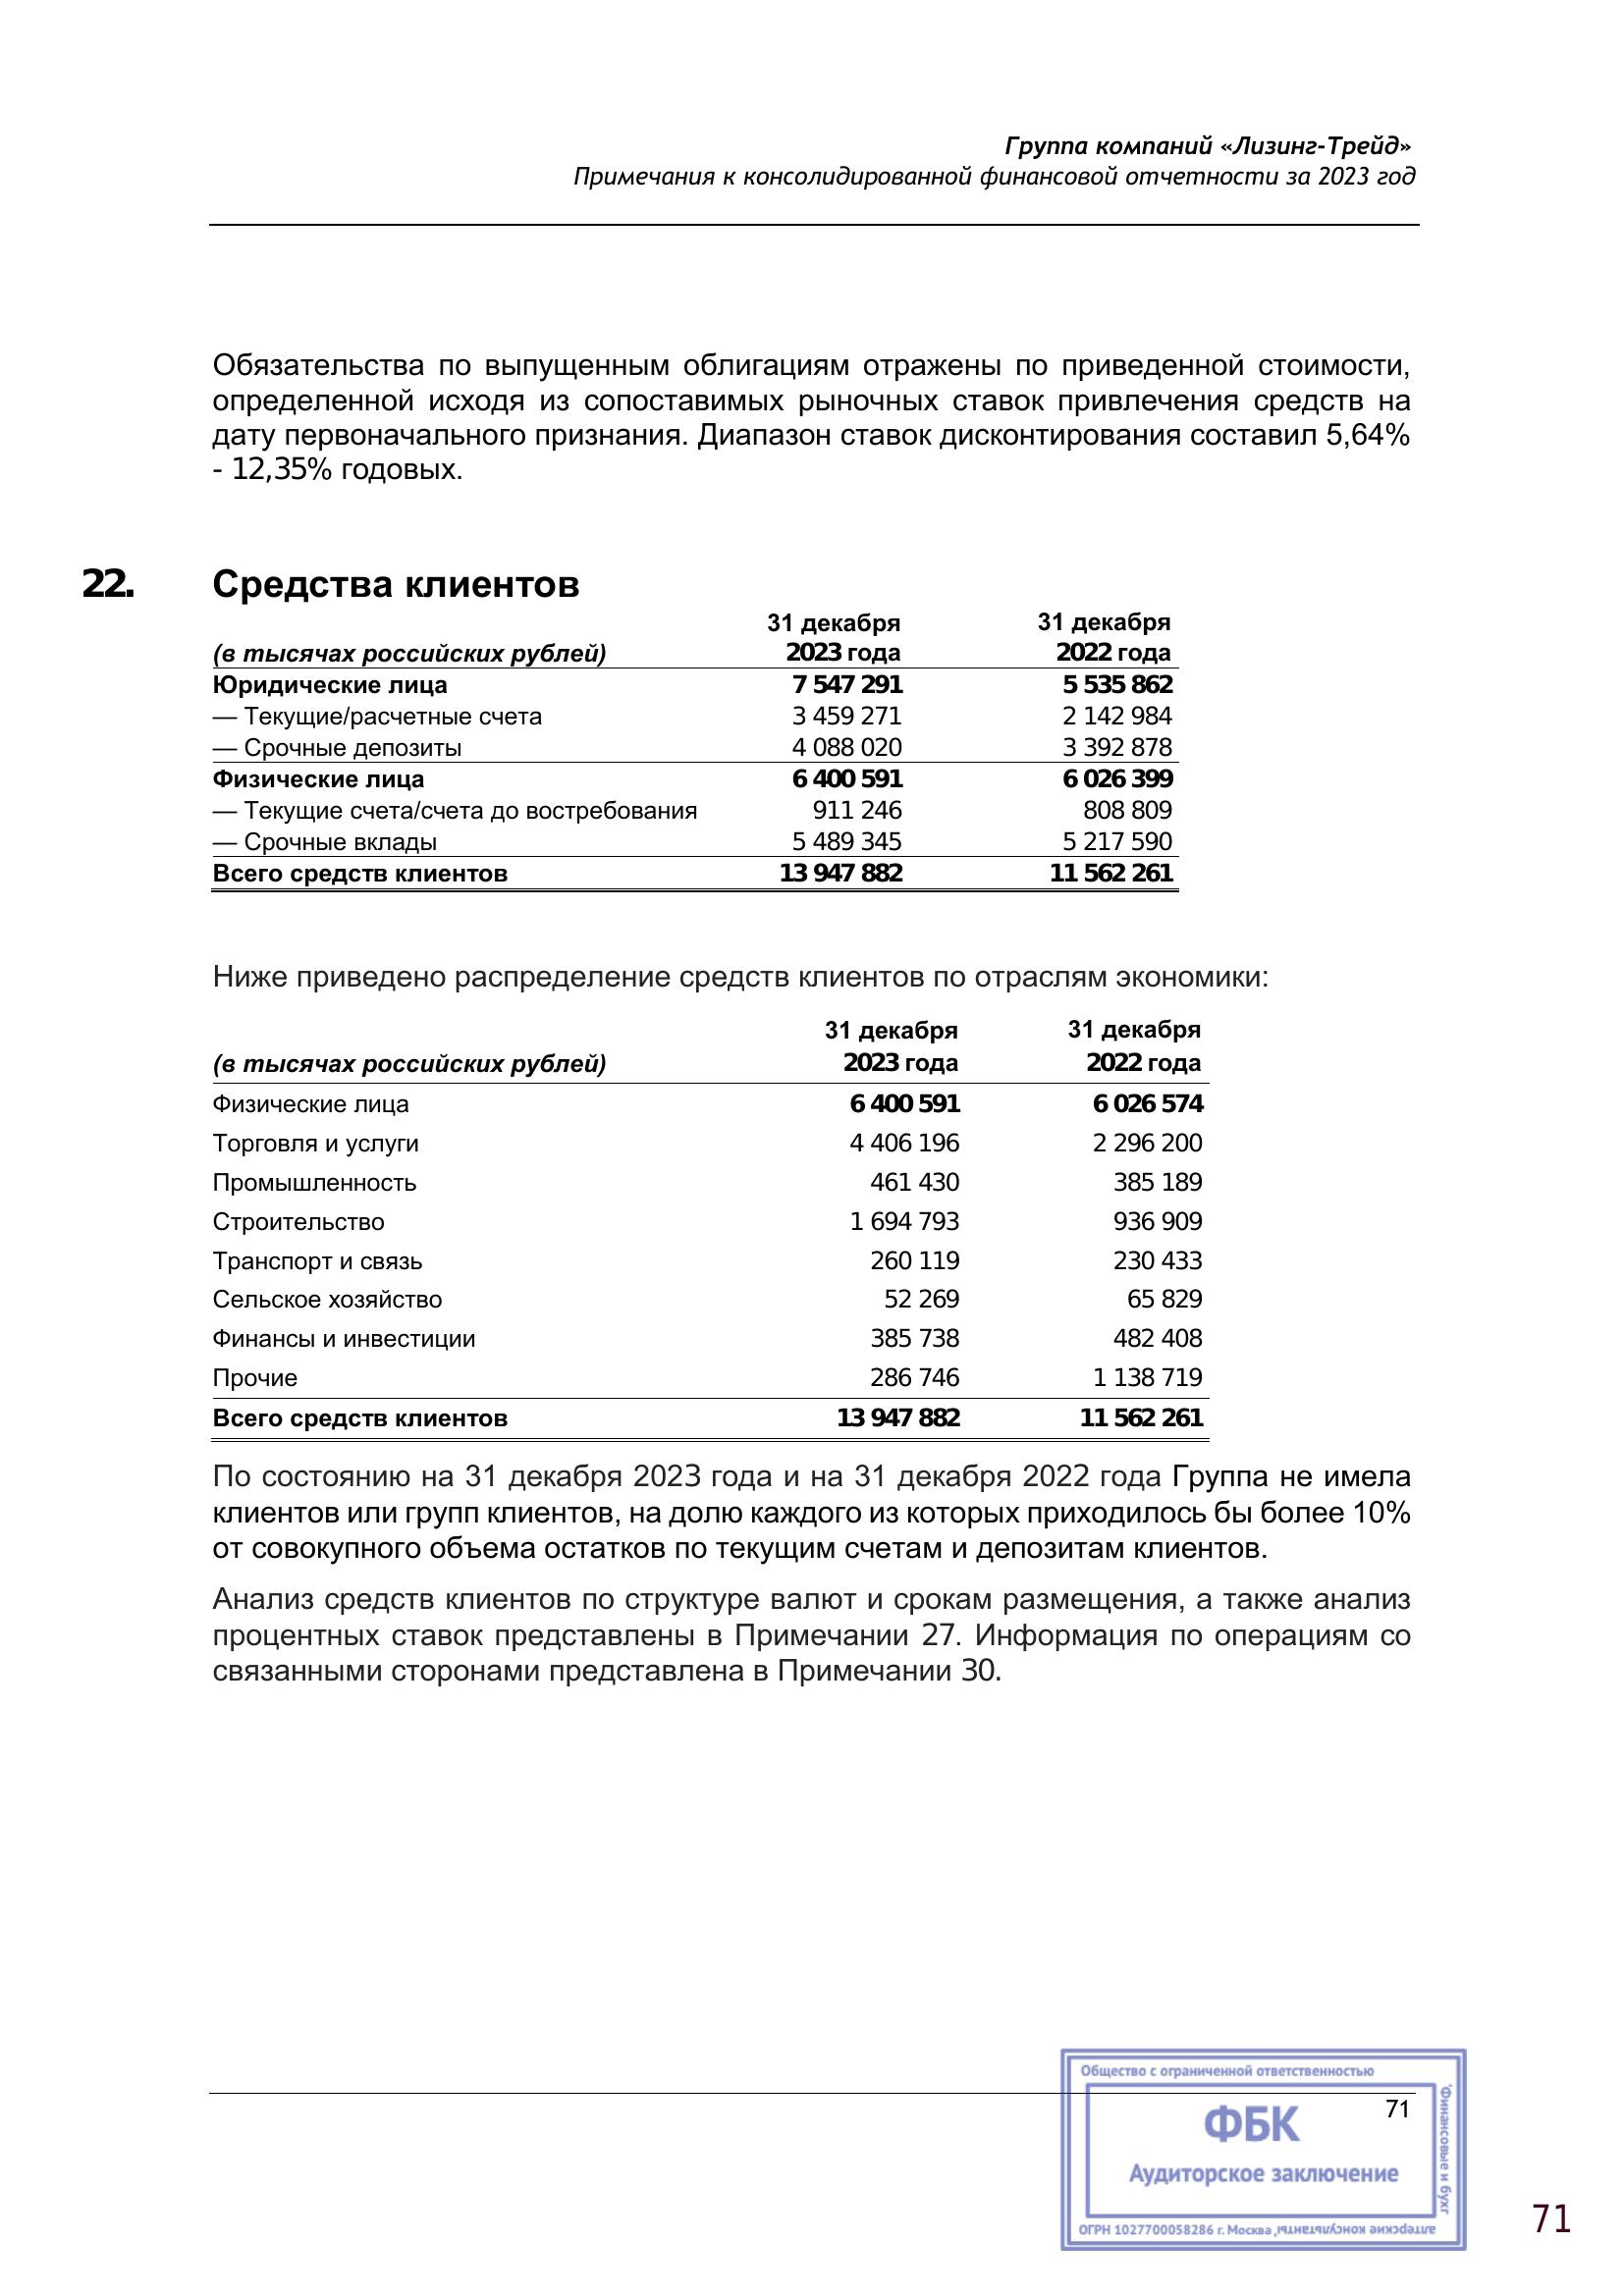 Группа компаний «Лизинг-Трейд»
Примечания к консолидированной финансовой отчетности за 2023 год
Обязательства по выпущенным облигациям отражены по приведенной стоимости,
определенной исходя из сопоставимых рыночных ставок привлечения средств на
дату первоначального признания. Диапазон ставок дисконтирования составил 5,64%
- 12,35% годовых.
22. Средства клиентов
31 декабря 31 декабря
(в тысячах российских рублей) 2023 года 2022 года
Юридические лица 7 547 291 5 535 862
— Текущие/расчетные счета 3 459 271 2 142 984
— Срочные депозиты 4 088 020 3 392 878
Физические лица 6 400 591 6 026 399
— Текущие счета/счета до востребования 911 246 808 809
— Срочные вклады 5 489 345 5 217 590
Всего средств клиентов 13 947 882 11 562 261
Ниже приведено распределение средств клиентов по отраслям экономики:
31 декабря 31 декабря
(в тысячах российских рублей) 2023 года 2022 года
Физические лица 6 400 591 6 026 574
Торговля и услуги 4 406 196 2 296 200
Промышленность 461 430 385 189
Строительство 1 694 793 936 909
Транспорт и связь 260 119 230 433
Сельское хозяйство 52 269 65 829
Финансы и инвестиции 385 738 482 408
Прочие 286 746 1 138 719
Всего средств клиентов 13 947 882 11 562 261
По состоянию на 31 декабря 2023 года и на 31 декабря 2022 года Группа не имела
клиентов или групп клиентов, на долю каждого из которых приходилось бы более 10%
от совокупного объема остатков по текущим счетам и депозитам клиентов.
Анализ средств клиентов по структуре валют и срокам размещения, а также анализ
процентных ставок представлены в Примечании 27. Информация по операциям со
связанными сторонами представлена в Примечании 30.
Общество с ограниченной ответственностью
71
ФБК
Аудиторское заключение
"Финансовые и бухг
алтерские консультанты"
ОГРН 1027700058286 г. Москва
71